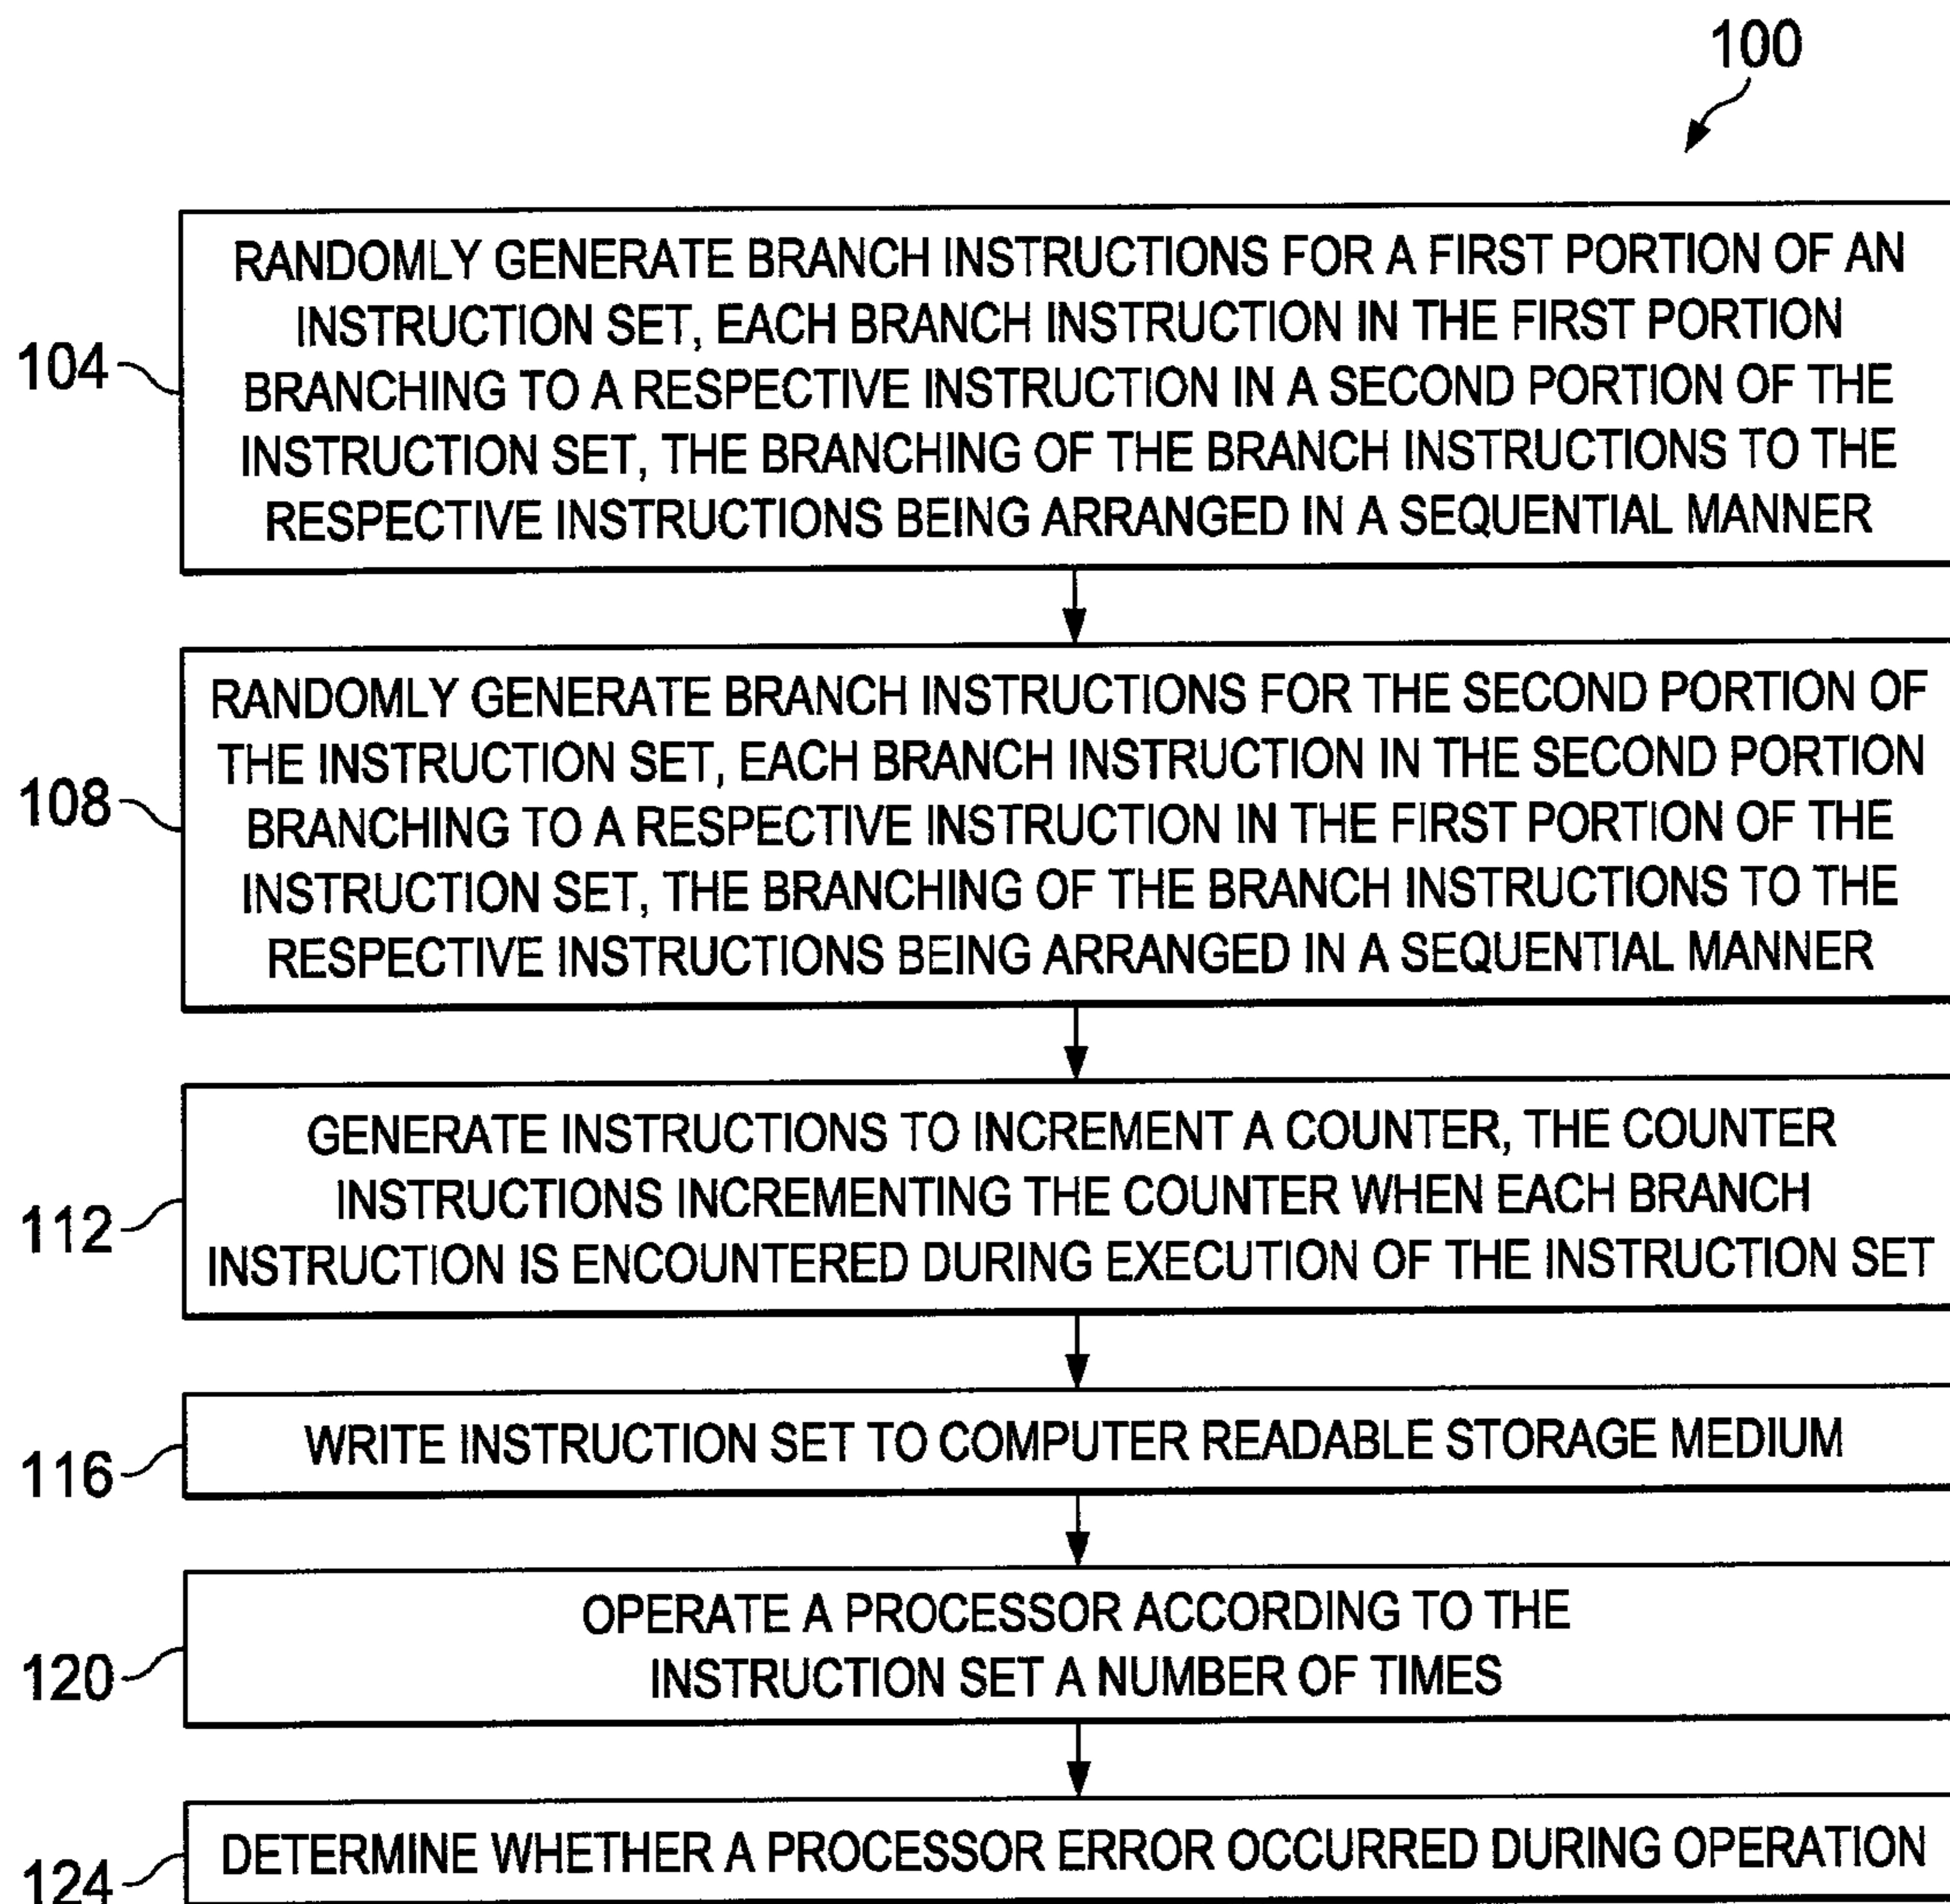 100
RANDOMLY GENERATE BRANCH INSTRUCTIONS FOR A FIRST PORTION OF AN
INSTRUCTION SET, EACH BRANCH INSTRUCTION IN THE FIRST PORTION
104
BRANCHING TO A RESPECTIVE INSTRUCTION IN A SECOND PORTION OF THE
INSTRUCTION SET, THE BRANCHING OF THE BRANCH INSTRUCTIONS TO THE
RESPECTIVE INSTRUCTIONS BEING ARRANGED IN A SEQUENTIAL MANNER
RANDOMLY GENERATE BRANCH INSTRUCTIONS FOR THE SECOND PORTION OF
THE INSTRUCTION SET, EACH BRANCH INSTRUCTION IN THE SECOND PORTION
108
BRANCHING TO A RESPECTIVE INSTRUCTION IN THE FIRST PORTION OF THE
INSTRUCTION SET, THE BRANCHING OF THE BRANCH INSTRUCTIONS TO THE
RESPECTIVE INSTRUCTIONS BEING ARRANGED IN A SEQUENTIAL MANNER
GENERATE INSTRUCTIONS TO INCREMENT A COUNTER, THE COUNTER
INSTRUCTIONS INCREMENTING THE COUNTER WHEN EACH BRANCH
112
INSTRUCTION IS ENCOUNTERED DURING EXECUTION OF THE INSTRUCTION SET
WRITE INSTRUCTION SET TO COMPUTER READABLE STORAGE MEDIUM
116
OPERATE A PROCESSOR ACCORDING TO THE
INSTRUCTION SET A NUMBER OF TIMES
120
DETERMINE WHETHER A PROCESSOR ERROR OCCURRED DURING OPERATION
124